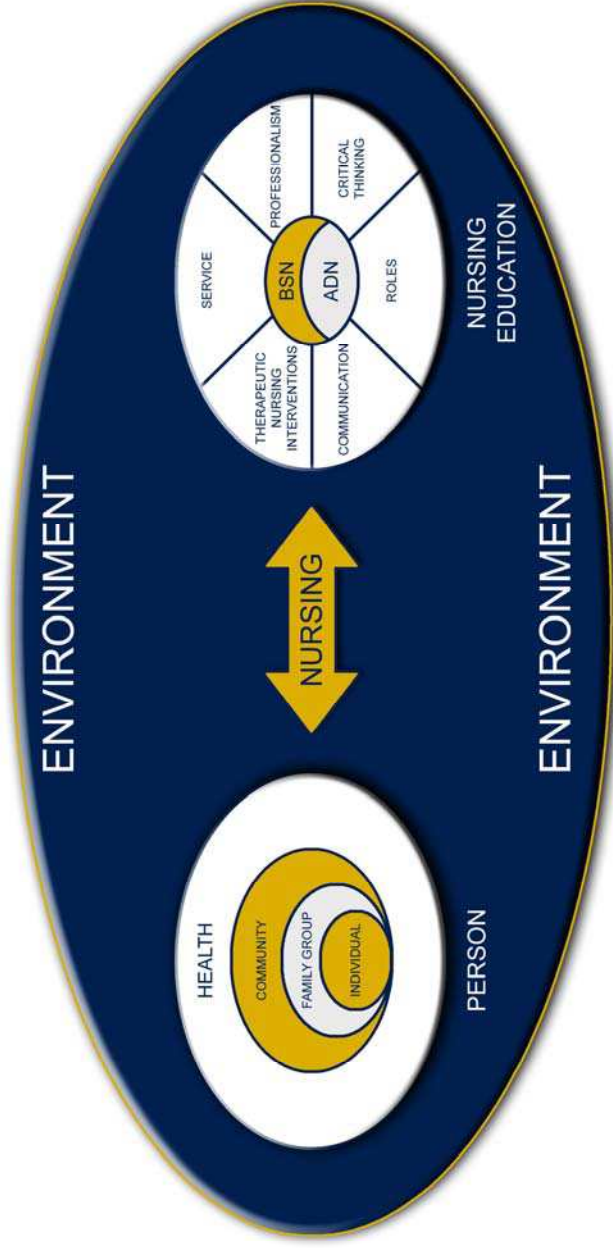 ENVIRONMENT
HEALTH
COMMUNITY
FAMILY GROUP
INDIVIDUAL
PERSON
NURSING
SERVICE
PROFESSIONALISM
CRITICAL
THINKING
ROLES
COMMUNICATION
THERAPEUTIC
NURSING
INTERVENTIONS
BSN
ADN
NURSING
EDUCATION
ENVIRONMENT